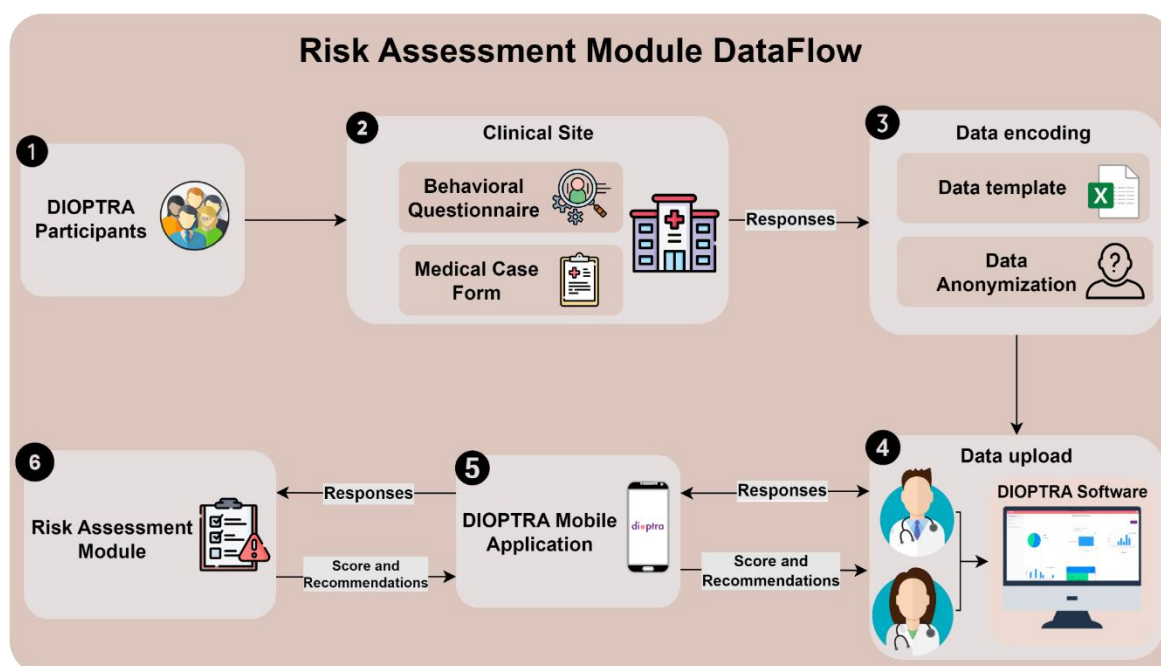 Risk Assessment Module DataFlow
1
DIOPTRA
Participants
2
Clinical Site
Behavioral
Questionnaire
Medical Case
Form
Responses
3
Data encoding
Data template
X
Data
Anonymization
?
4
Data upload
DIOPTRA Software
Responses
Score and
Recommendations
5
DIOPTRA Mobile
Application
dioptra
Responses
Score and
Recommendations
6
Risk Assessment
Module